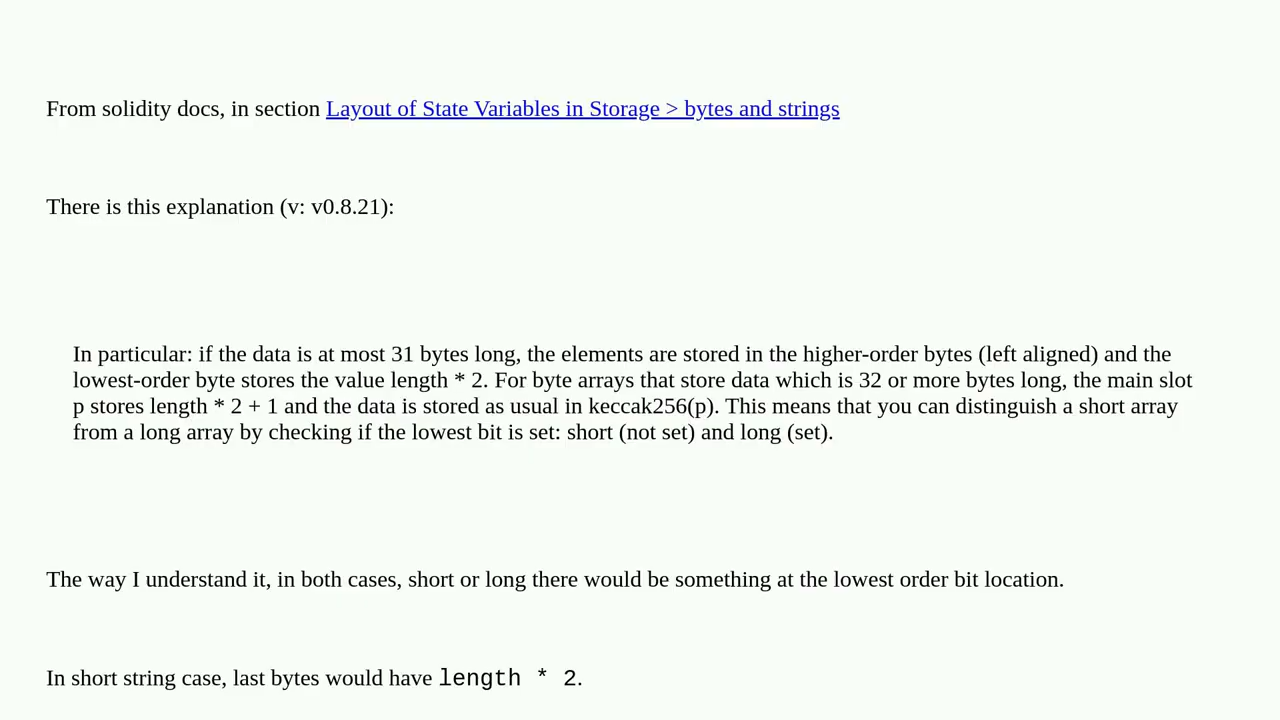 From solidity docs, in section Layout of State Variables in Storage > bytes and strings
There is this explanation (v: v0.8.21):
In particular: if the data is at most 31 bytes long, the elements are stored in the higher-order bytes (left aligned) and the
lowest-order byte stores the value length * 2. For byte arrays that store data which is 32 or more bytes long, the main slot
p stores length * 2 + 1 and the data is stored as usual in keccak256(p). This means that you can distinguish a short array
from a long array by checking if the lowest bit is set: short (not set) and long (set).
The way I understand it, in both cases, short or long there would be something at the lowest order bit location.
In short string case, last bytes would have length * 2.